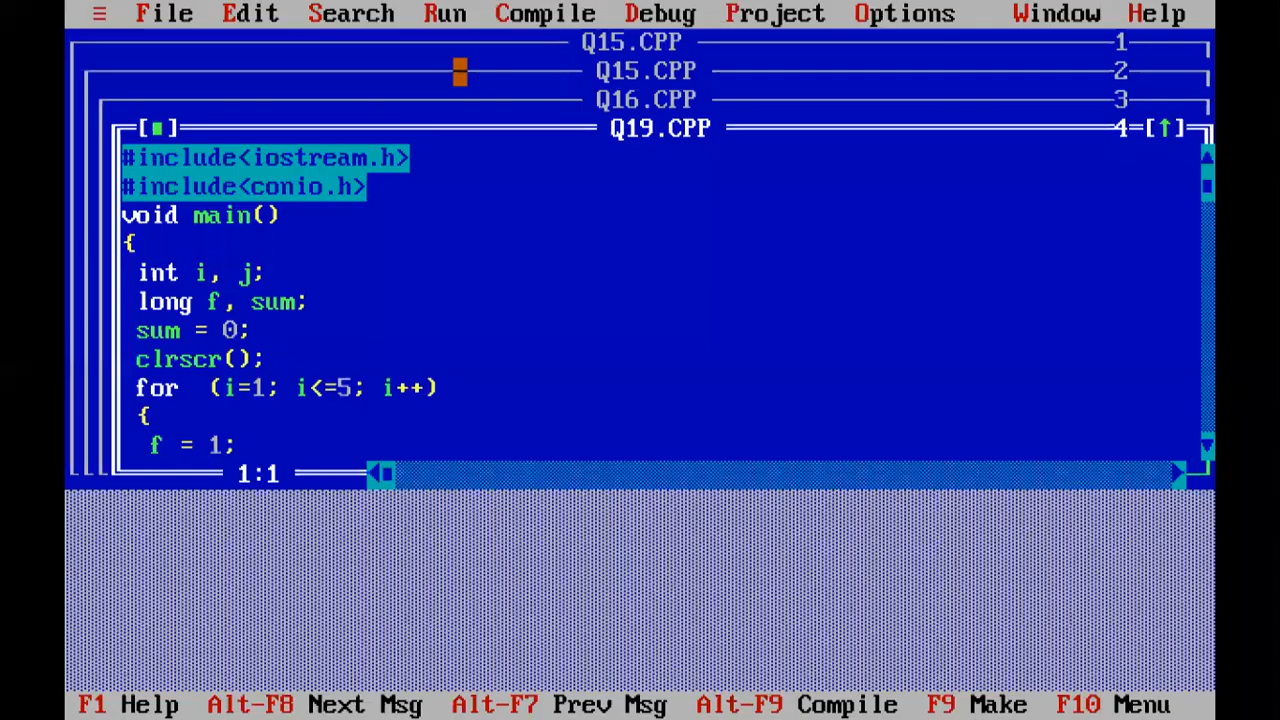 ≡ File Edit Search Run Compile Debug Project Options Window Help
Q15.CPP 1
Q15.CPP 2
Q16.CPP 3
[■] Q19.CPP 4=[↑]
#include<iostream.h>
#include<conio.h>
void main()
{
int i, j;
long f, sum;
sum = 0;
clrscr();
for  (i=1; i<=5; i++)
{
f = 1;
1:1
F1 Help Alt-F8 Next Msg Alt-F7 Prev Msg Alt-F9 Compile F9 Make F10 Menu